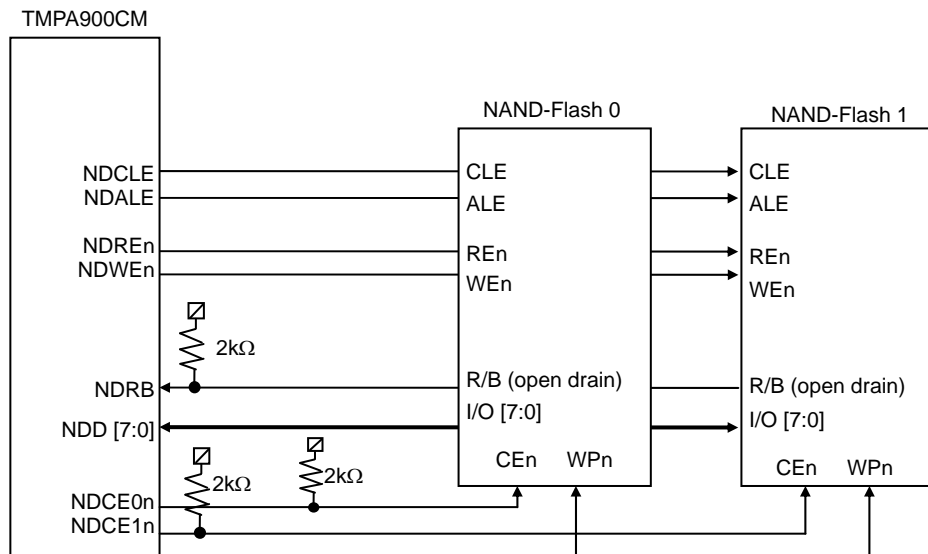 TMPA900CM
NAND-Flash 0
NAND-Flash 1
NDCLE
CLE
CLE
NDALE
ALE
ALE
NDREn
REn
REn
NDWEn
WEn
WEn
2kΩ
NDRB
R/B (open drain)
R/B (open drain)
NDD [7:0]
I/O [7:0]
I/O [7:0]
CEn
WPn
CEn
WPn
2kΩ
2kΩ
NDCE0n
NDCE1n